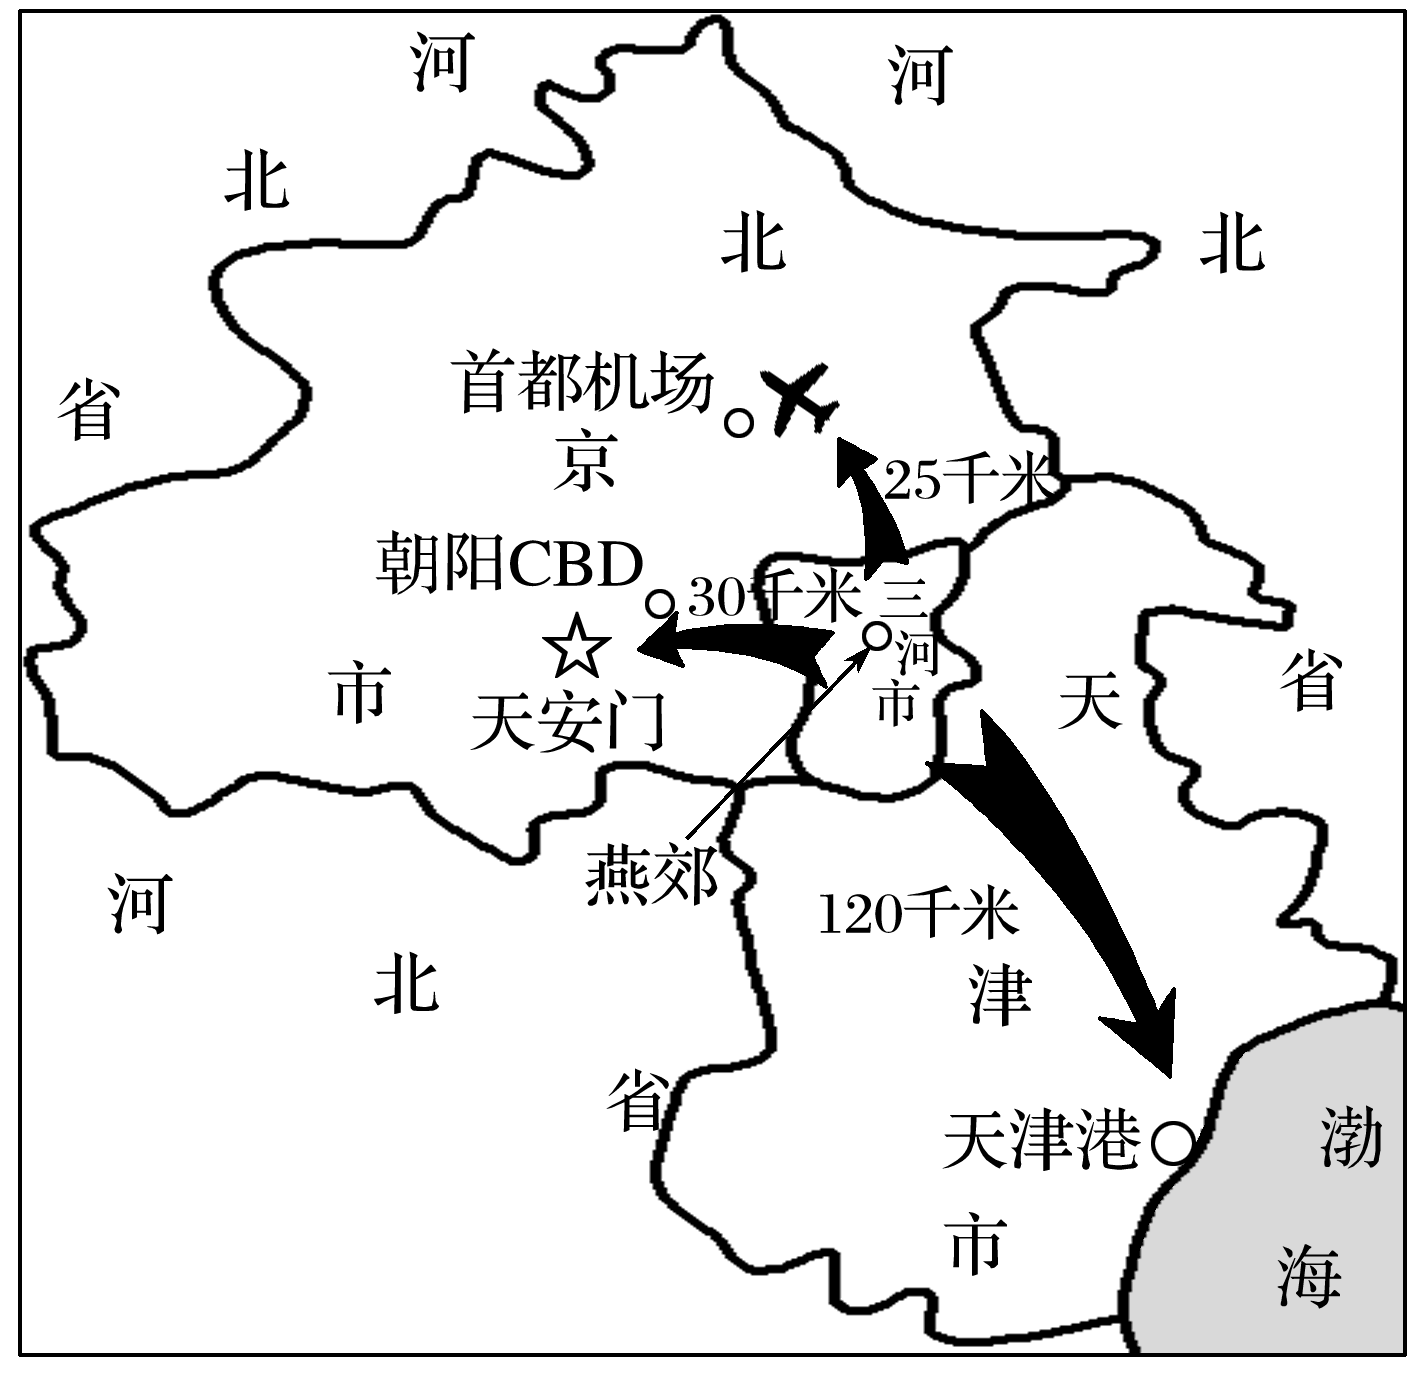 河
河
北
北
北
首都机场
省
京
25千米
朝阳CBD
30千米
三
河
市
市
天安门
天
省
燕郊
河
120千米
北
津
省
天津港
渤
市
海